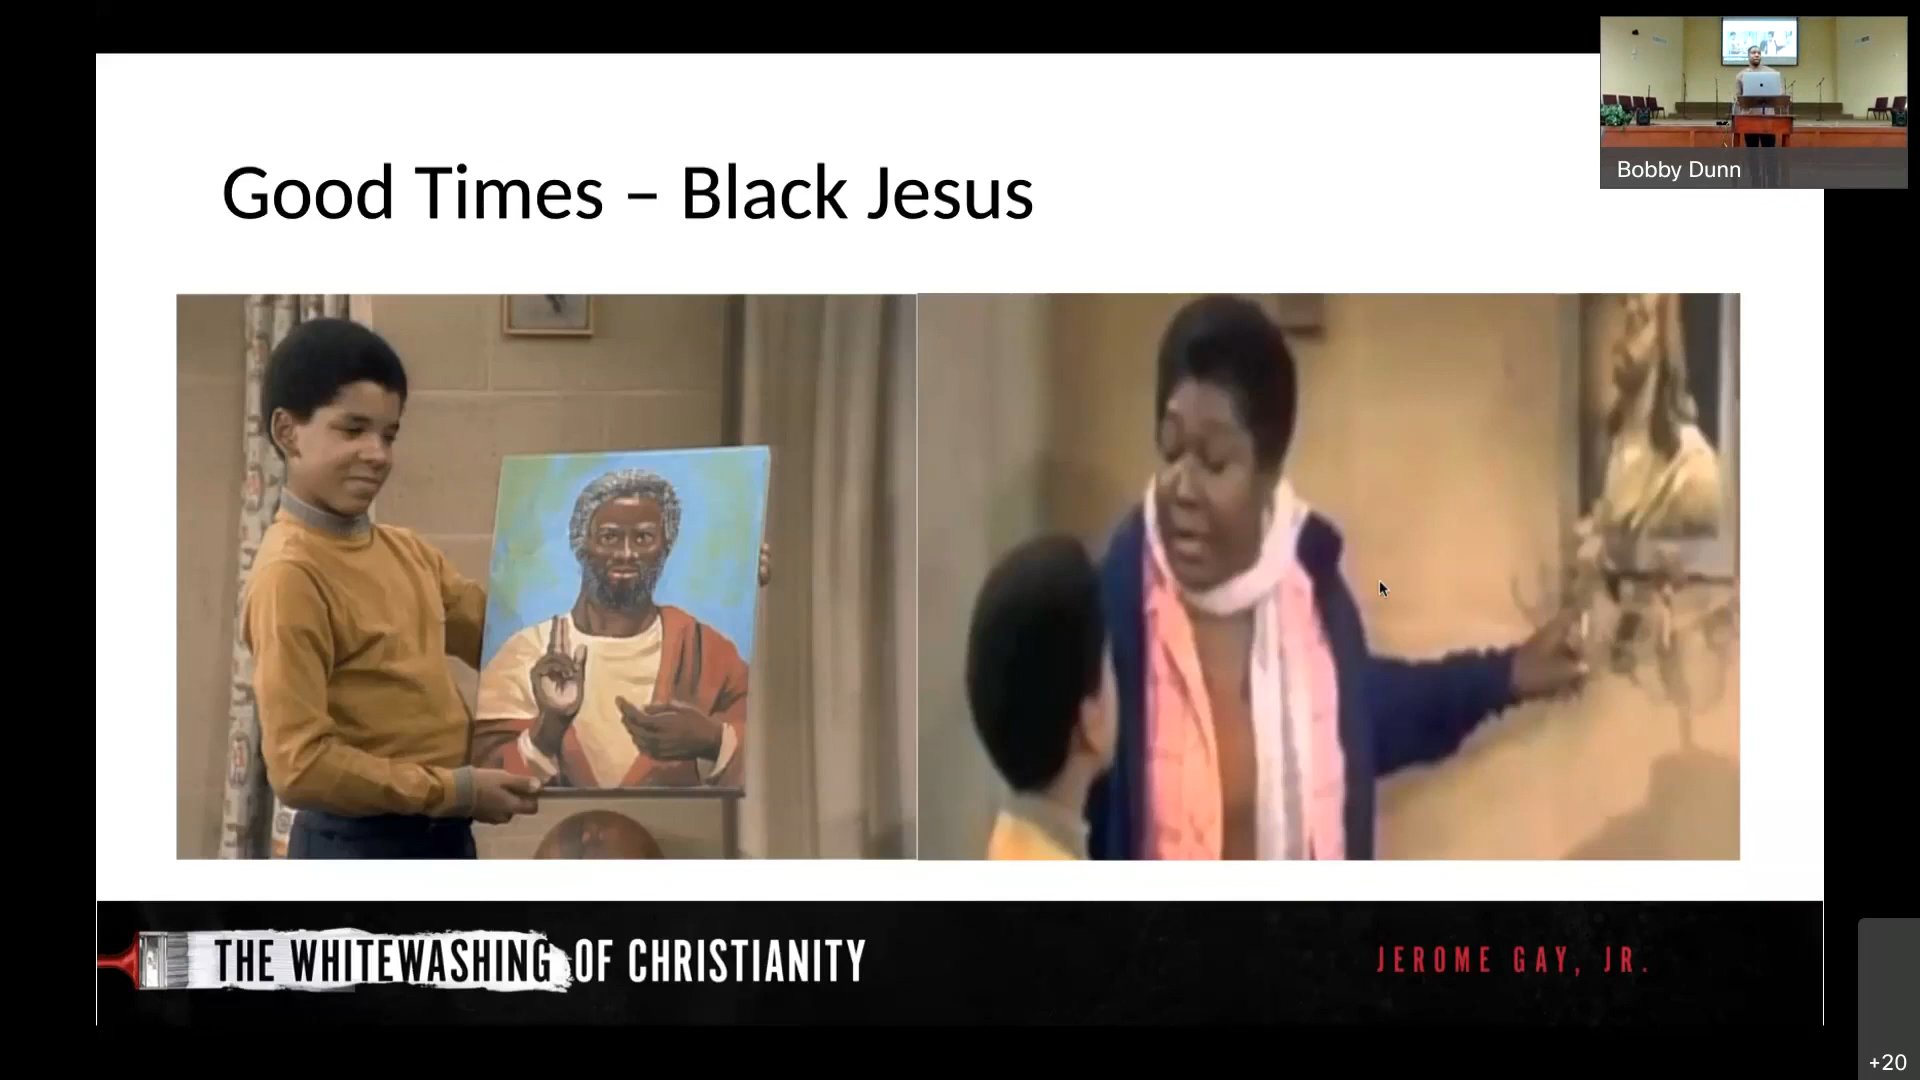 Good Times – Black Jesus
Bobby Dunn
THE WHITEWASHING OF CHRISTIANITY
JEROME GAY, JR.
+20